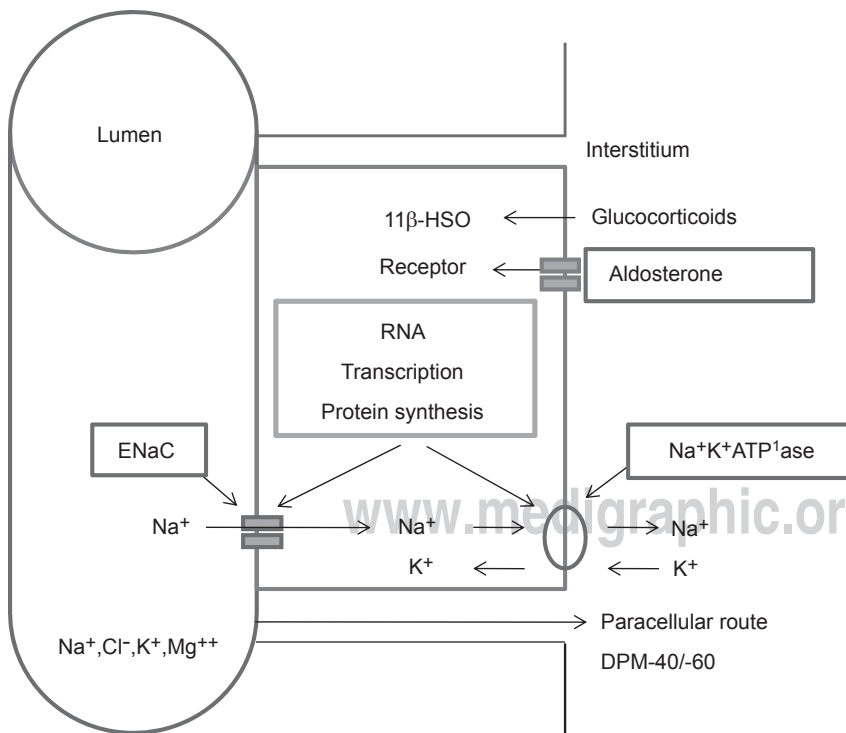 Lumen
Interstitium
11β-HSO
Glucocorticoids
Receptor
Aldosterone
RNA
Transcription
Protein synthesis
ENaC
Na⁺K⁺ATP¹ase
www.medigraphic.or
Na⁺
Na⁺
Na⁺
K⁺
K⁺
Na⁺,Cl⁻,K⁺,Mg⁺⁺
Paracellular route
DPM-40/-60